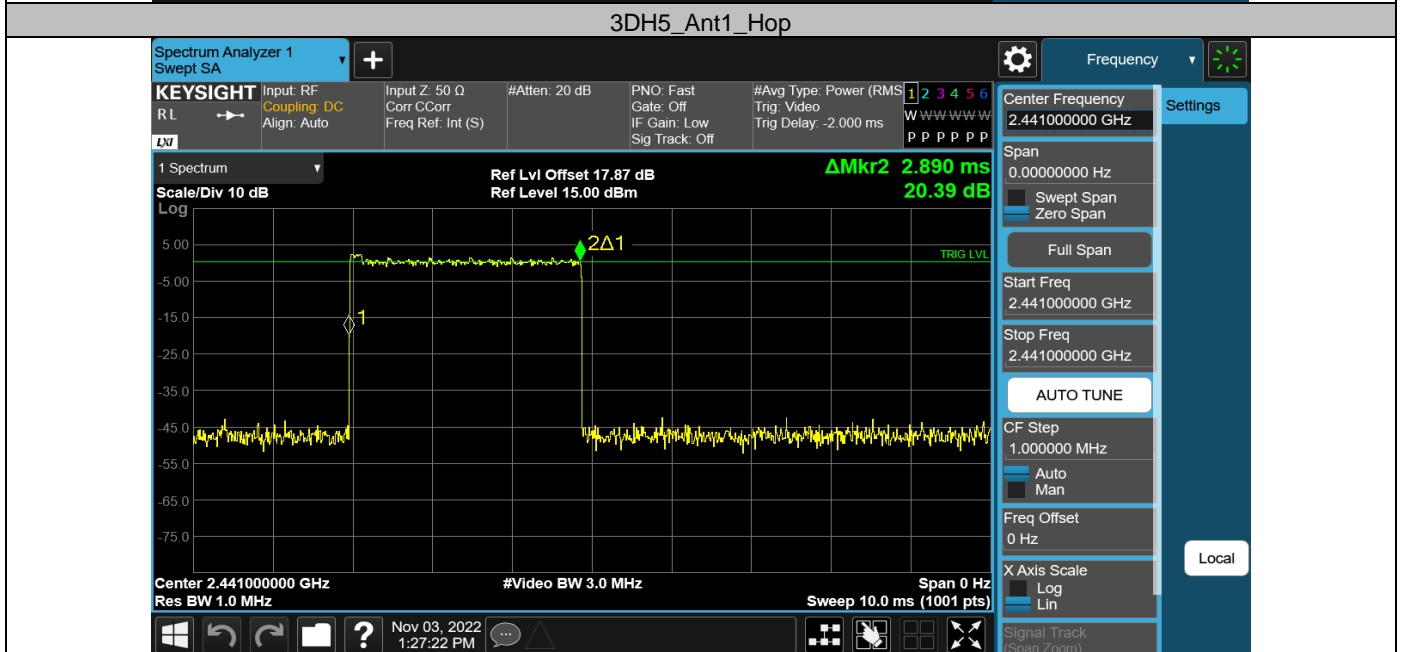 3DH5_Ant1_Hop
Spectrum Analyzer 1
Swept SA
Frequency
Settings
KEYSIGHT
RL
LXI
Input: RF
Coupling: DC
Align: Auto
Input Z: 50 Ω
Corr CCorr
Freq Ref: Int (S)
#Atten: 20 dB
PNO: Fast
Gate: Off
IF Gain: Low
Sig Track: Off
#Avg Type: Power (RMS
Trig: Video
Trig Delay: -2.000 ms
1 2 3 4 5 6
W W W W W W
P P P P P P
1 Spectrum
Scale/Div 10 dB
Log
Ref Lvl Offset 17.87 dB
Ref Level 15.00 dBm
ΔMkr2 2.890 ms
20.39 dB
5.00
-5.00
-15.0
-25.0
-35.0
-45.0
-55.0
-65.0
-75.0
2Δ1
1
TRIG LVL
Center 2.441000000 GHz
Res BW 1.0 MHz
#Video BW 3.0 MHz
Span 0 Hz
Sweep 10.0 ms (1001 pts)
Center Frequency
2.441000000 GHz
Span
0.00000000 Hz
Swept Span
Zero Span
Full Span
Start Freq
2.441000000 GHz
Stop Freq
2.441000000 GHz
AUTO TUNE
CF Step
1.000000 MHz
Auto
Man
Freq Offset
0 Hz
X Axis Scale
Log
Lin
Signal Track
(Span Zoom)
Local
?
Nov 03, 2022
1:27:22 PM